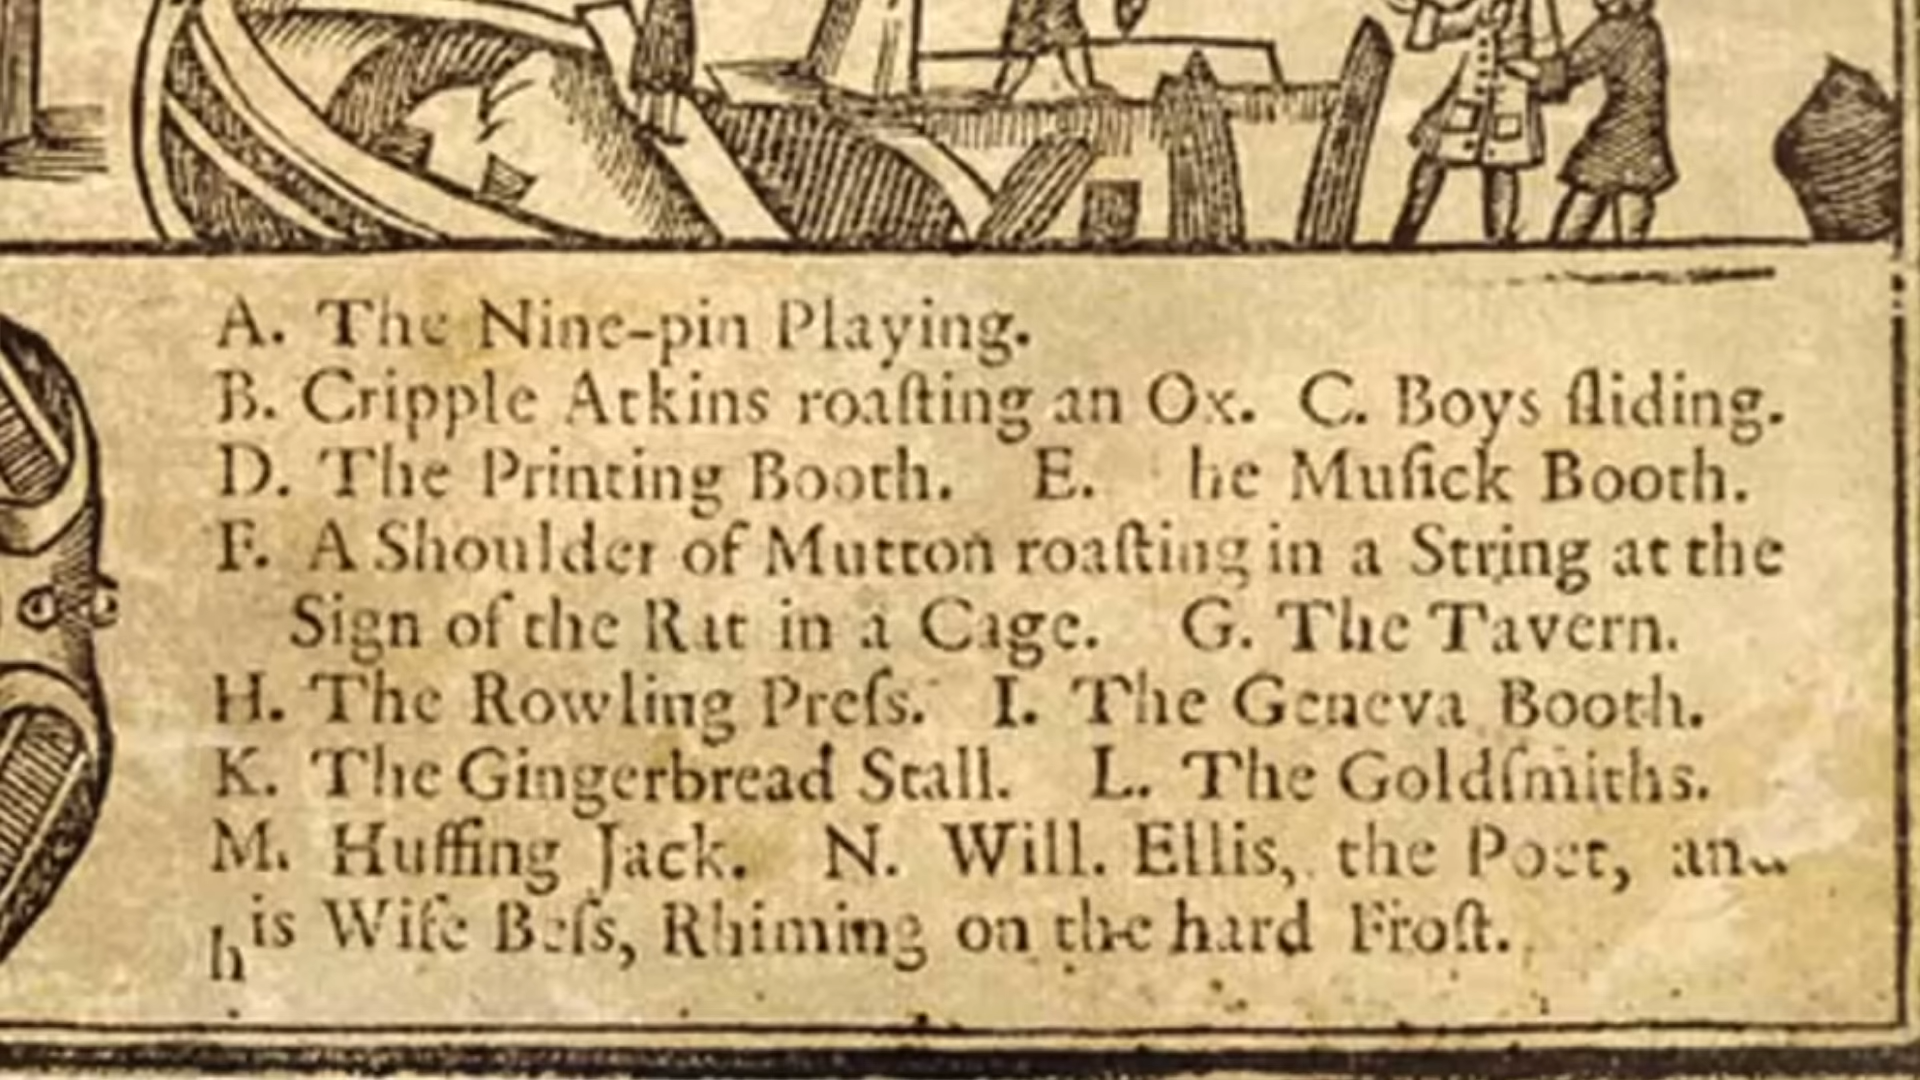 A. The Nine-pin Playing.
B. Cripple Atkins roaſting an Ox. C. Boys ſliding.
D. The Printing Booth. E. he Muſick Booth.
F. A Shoulder of Mutton roaſting in a String at the
Sign of the Rat in a Cage. G. The Tavern.
H. The Rowling Preſs. I. The Geneva Booth.
K. The Gingerbread Stall. L. The Goldſmiths.
M. Huffing Jack. N. Will. Ellis, the Poet, and
his Wife Beſs, Rhiming on the hard Froſt.